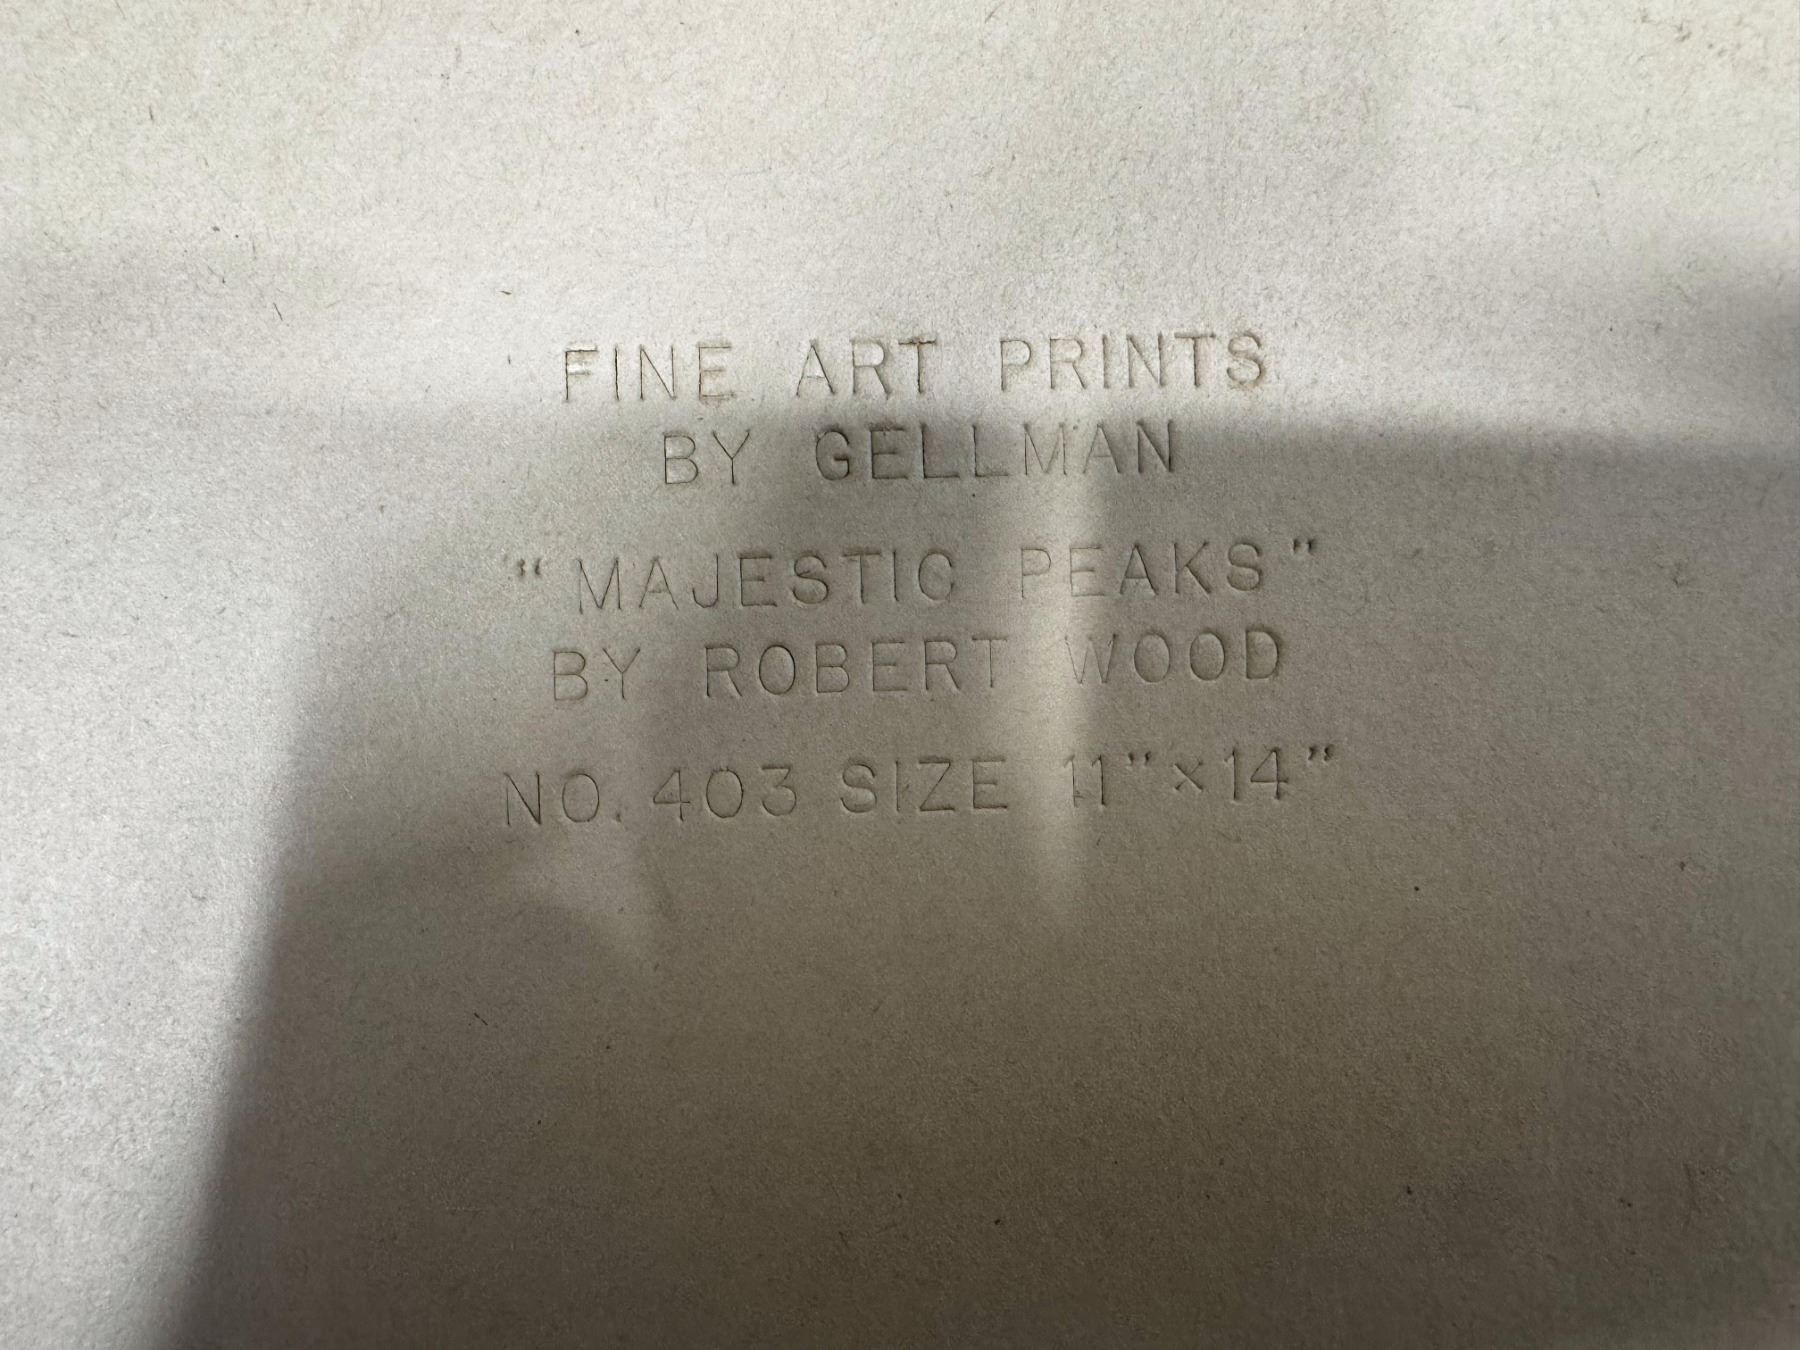 FINE ART PRINTS
BY GELLMAN
"MAJESTIC PEAKS"
BY ROBERT WOOD
NO. 403 SIZE 11"×14"